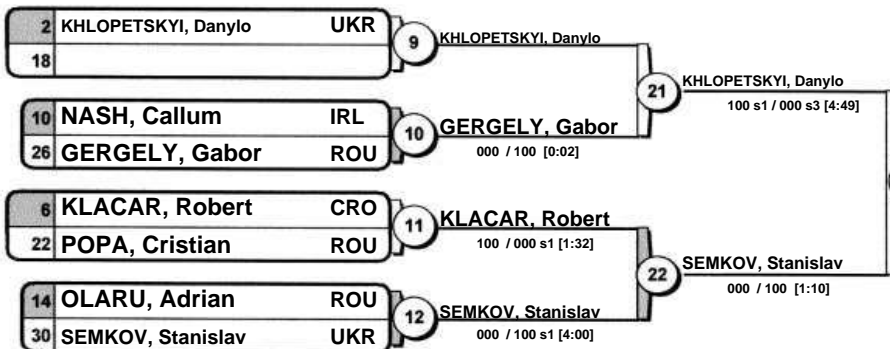 2 KHLOPETSKYI, Danylo UKR
18
9
KHLOPETSKYI, Danylo
10 NASH, Callum IRL
26 GERGELY, Gabor ROU
10
GERGELY, Gabor
000 / 100 [0:02]
21
KHLOPETSKYI, Danylo
100 s1 / 000 s3 [4:49]
6 KLACAR, Robert CRO
22 POPA, Cristian ROU
11
KLACAR, Robert
100 / 000 s1 [1:32]
14 OLARU, Adrian ROU
30 SEMKOV, Stanislav UKR
12
SEMKOV, Stanislav
000 / 100 s1 [4:00]
22
SEMKOV, Stanislav
000 / 100 [1:10]